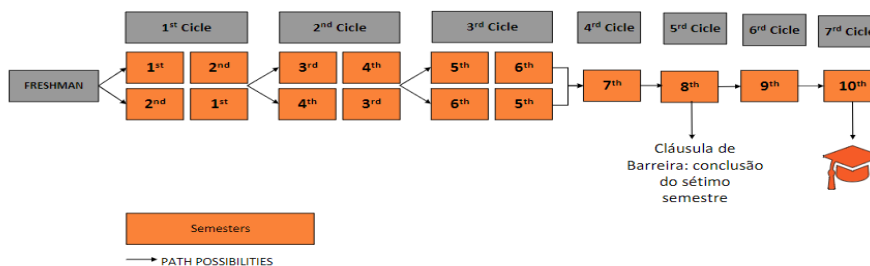 1st Cicle 2nd Cicle 3rd Cicle 4rd Cicle 5rd Cicle 6rd Cicle 7rd Cicle
FRESHMAN
1st 2nd 3rd 4th 5th 6th
2nd 1st 4th 3rd 6th 5th
7th 8th 9th 10th
Cláusula de
Barreira: conclusão
do sétimo
semestre
Semesters
PATH POSSIBILITIES